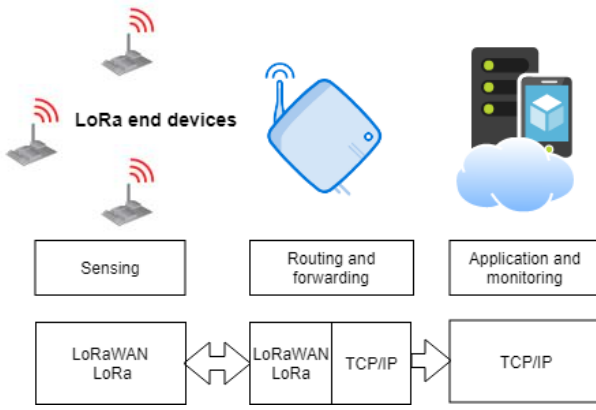 LoRa end devices
Sensing
Routing and
forwarding
Application and
monitoring
LoRaWAN
LoRa
LoRaWAN
LoRa
TCP/IP
TCP/IP